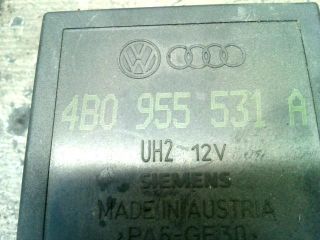 4B0 955 531 A
UH2 12V
SIEMENS
MADE IN AUSTRIA
>PA6-GF30<